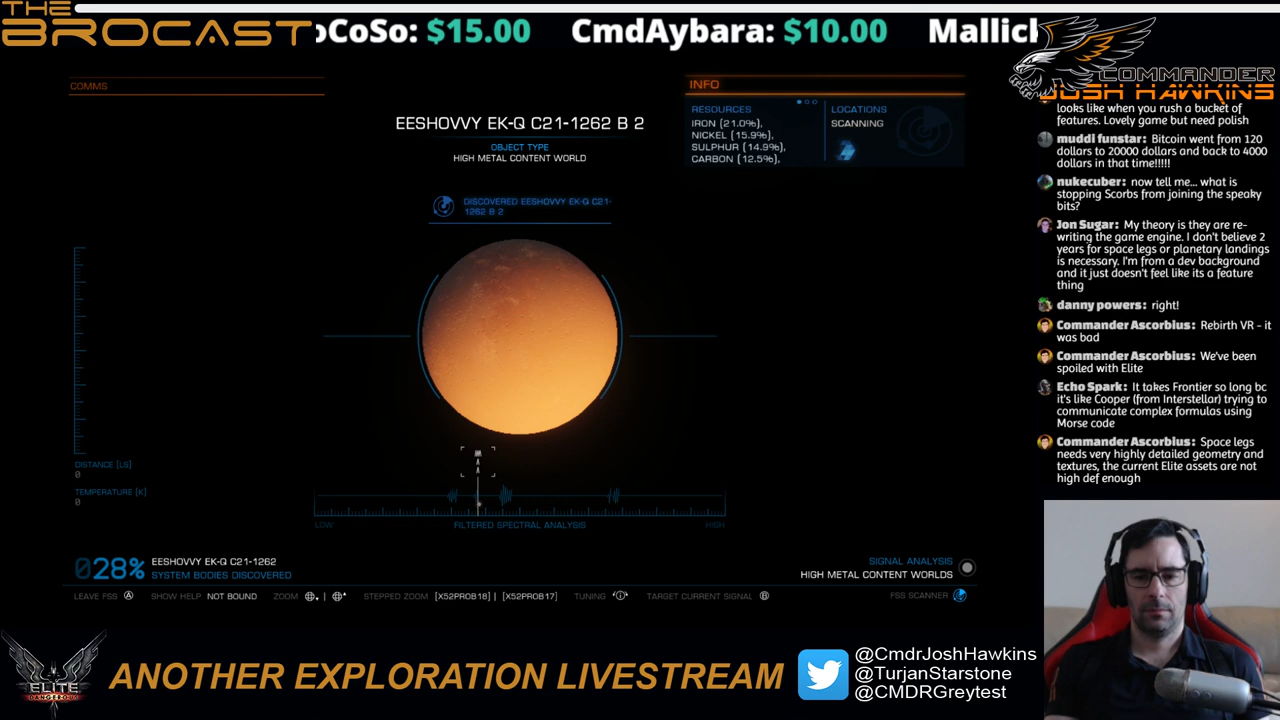 THE
BROCAST
oCoSo: $15.00 CmdAybara: $10.00 Mallick
COMMANDER
JOSH HAWKINS
COMMS
INFO
RESOURCES
IRON (21.0%),
NICKEL (15.9%),
SULPHUR (14.9%),
CARBON (12.5%),
LOCATIONS
SCANNING
EESHOVVY EK-Q C21-1262 B 2
OBJECT TYPE
HIGH METAL CONTENT WORLD
DISCOVERED EESHOVVY EK-Q C21-
1262 B 2
DISTANCE [LS]
0
TEMPERATURE [K]
0
LOW FILTERED SPECTRAL ANALYSIS HIGH
028% EESHOVVY EK-Q C21-1262
SYSTEM BODIES DISCOVERED
SIGNAL ANALYSIS
HIGH METAL CONTENT WORLDS
LEAVE FSS A SHOW HELP NOT BOUND ZOOM | STEPPED ZOOM [X52PROB18] | [X52PROB17] TUNING TARGET CURRENT SIGNAL B FSS SCANNER
looks like when you rush a bucket of
features. Lovely game but need polish
muddi funstar: Bitcoin went from 120
dollars to 20000 dollars and back to 4000
dollars in that time!!!!!
nukecuber: now tell me... what is
stopping Scorbs from joining the speaky
bits?
Jon Sugar: My theory is they are re-
writing the game engine. I don't believe 2
years for space legs or planetary landings
is necessary. I'm from a dev background
and it just doesn't feel like its a feature
thing
danny powers: right!
Commander Ascorbius: Rebirth VR - it
was bad
Commander Ascorbius: We've been
spoiled with Elite
Echo Spark: It takes Frontier so long bc
it's like Cooper (from Interstellar) trying to
communicate complex formulas using
Morse code
Commander Ascorbius: Space legs
needs very highly detailed geometry and
textures, the current Elite assets are not
high def enough
ELITE
DANGEROUS
ANOTHER EXPLORATION LIVESTREAM
@CmdrJoshHawkins
@TurjanStarstone
@CMDRGreytest